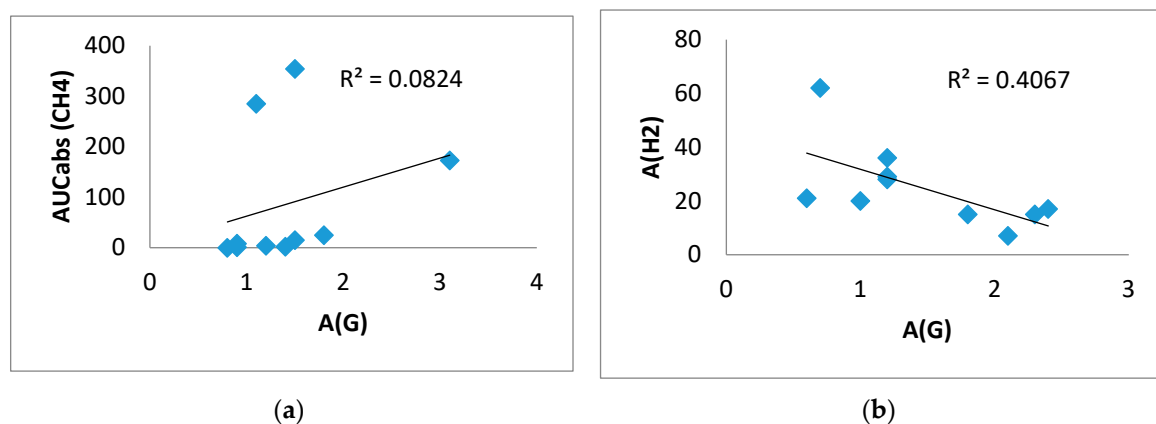 AUCabs (CH4)
400
300
200
100
0
R² = 0.0824
0 1 2 3 4
A(G)
(a)
A(H2)
80
60
40
20
0
R² = 0.4067
0 1 2 3
A(G)
(b)